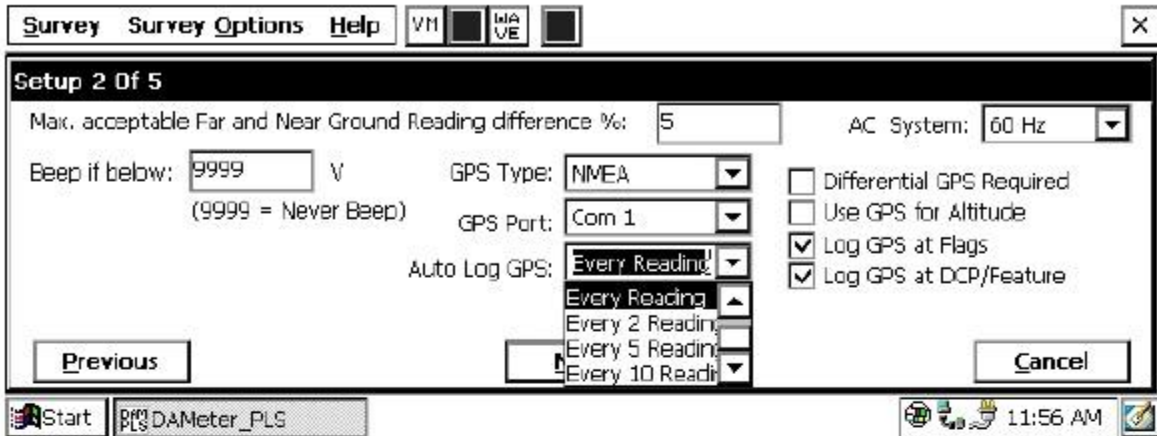 Survey Survey Options Help VM WAVE
Setup 2 Of 5
Max. acceptable Far and Near Ground Reading difference %: 5 AC System: 60 Hz
Beep if below: 9999 V
(9999 = Never Beep)
GPS Type: NMEA
GPS Port: Com 1
Auto Log GPS: Every Reading
Every Reading
Every 2 Reading
Every 5 Reading
Every 10 Readin
Differential GPS Required
Use GPS for Altitude
Log GPS at Flags
Log GPS at DCP/Feature
Previous
Cancel
Start DAMeter_PLS 11:56 AM